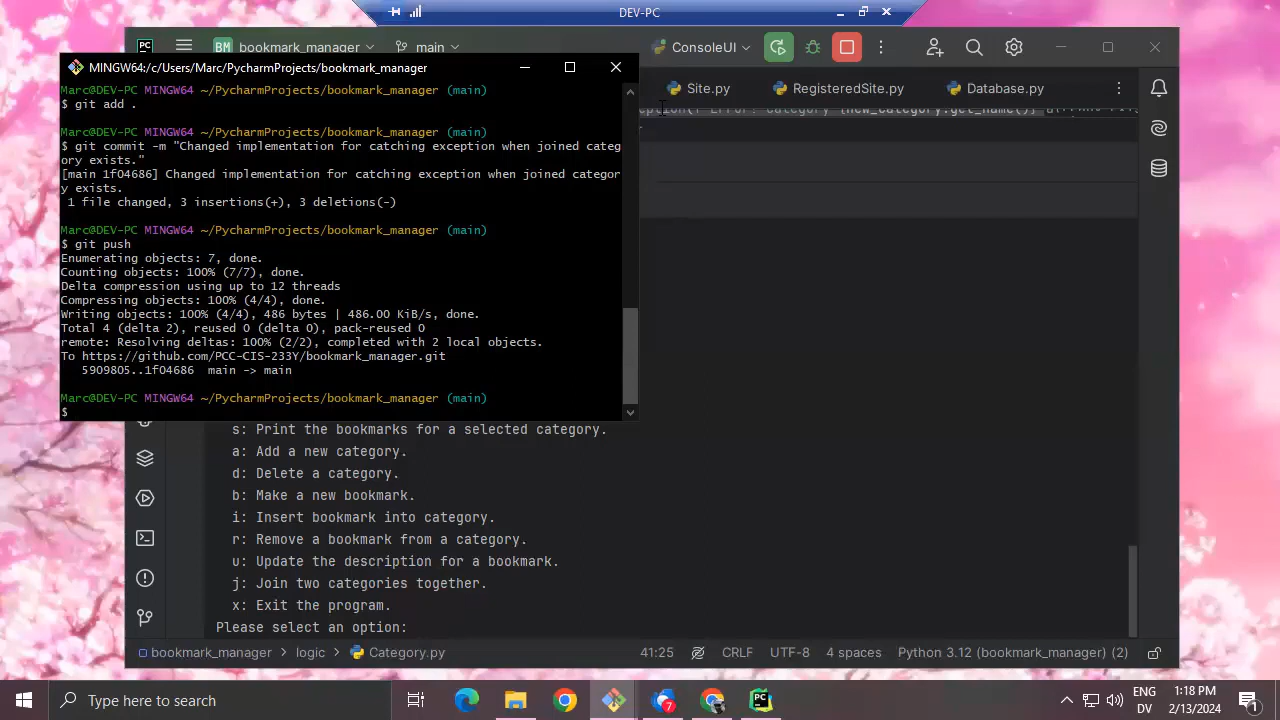 DEV-PC
BM bookmark_manager main ConsoleUI
MINGW64:/c/Users/Marc/PycharmProjects/bookmark_manager
Site.py RegisteredSite.py Database.py
Marc@DEV-PC MINGW64 ~/PycharmProjects/bookmark_manager (main)
$ git add .
{new_category.get_name()}
Marc@DEV-PC MINGW64 ~/PycharmProjects/bookmark_manager (main)
$ git commit -m "Changed implementation for catching exception when joined categ
ory exists."
[main 1f04686] Changed implementation for catching exception when joined categor
y exists.
1 file changed, 3 insertions(+), 3 deletions(-)
Marc@DEV-PC MINGW64 ~/PycharmProjects/bookmark_manager (main)
$ git push
Enumerating objects: 7, done.
Counting objects: 100% (7/7), done.
Delta compression using up to 12 threads
Compressing objects: 100% (4/4), done.
Writing objects: 100% (4/4), 486 bytes | 486.00 KiB/s, done.
Total 4 (delta 2), reused 0 (delta 0), pack-reused 0
remote: Resolving deltas: 100% (2/2), completed with 2 local objects.
To https://github.com/PCC-CIS-233Y/bookmark_manager.git
5909805..1f04686 main -> main
Marc@DEV-PC MINGW64 ~/PycharmProjects/bookmark_manager (main)
$
s: Print the bookmarks for a selected category.
a: Add a new category.
d: Delete a category.
b: Make a new bookmark.
i: Insert bookmark into category.
r: Remove a bookmark from a category.
u: Update the description for a bookmark.
j: Join two categories together.
x: Exit the program.
Please select an option:
bookmark_manager > logic > Category.py 41:25 CRLF UTF-8 4 spaces Python 3.12 (bookmark_manager) (2)
Type here to search
7
ENG
DV
1:18 PM
2/13/2024
1